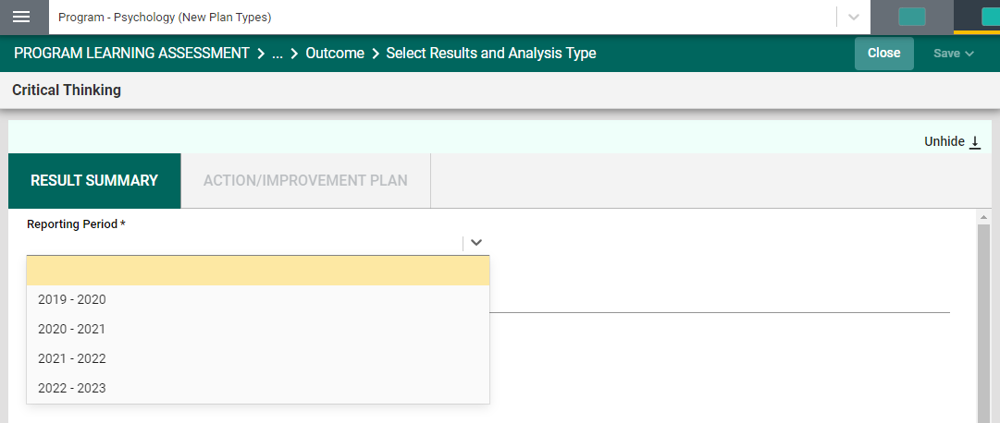 Program - Psychology (New Plan Types)
PROGRAM LEARNING ASSESSMENT > ... > Outcome > Select Results and Analysis Type
Close
Save
Critical Thinking
Unhide
RESULT SUMMARY
ACTION/IMPROVEMENT PLAN
Reporting Period *
2019 - 2020
2020 - 2021
2021 - 2022
2022 - 2023